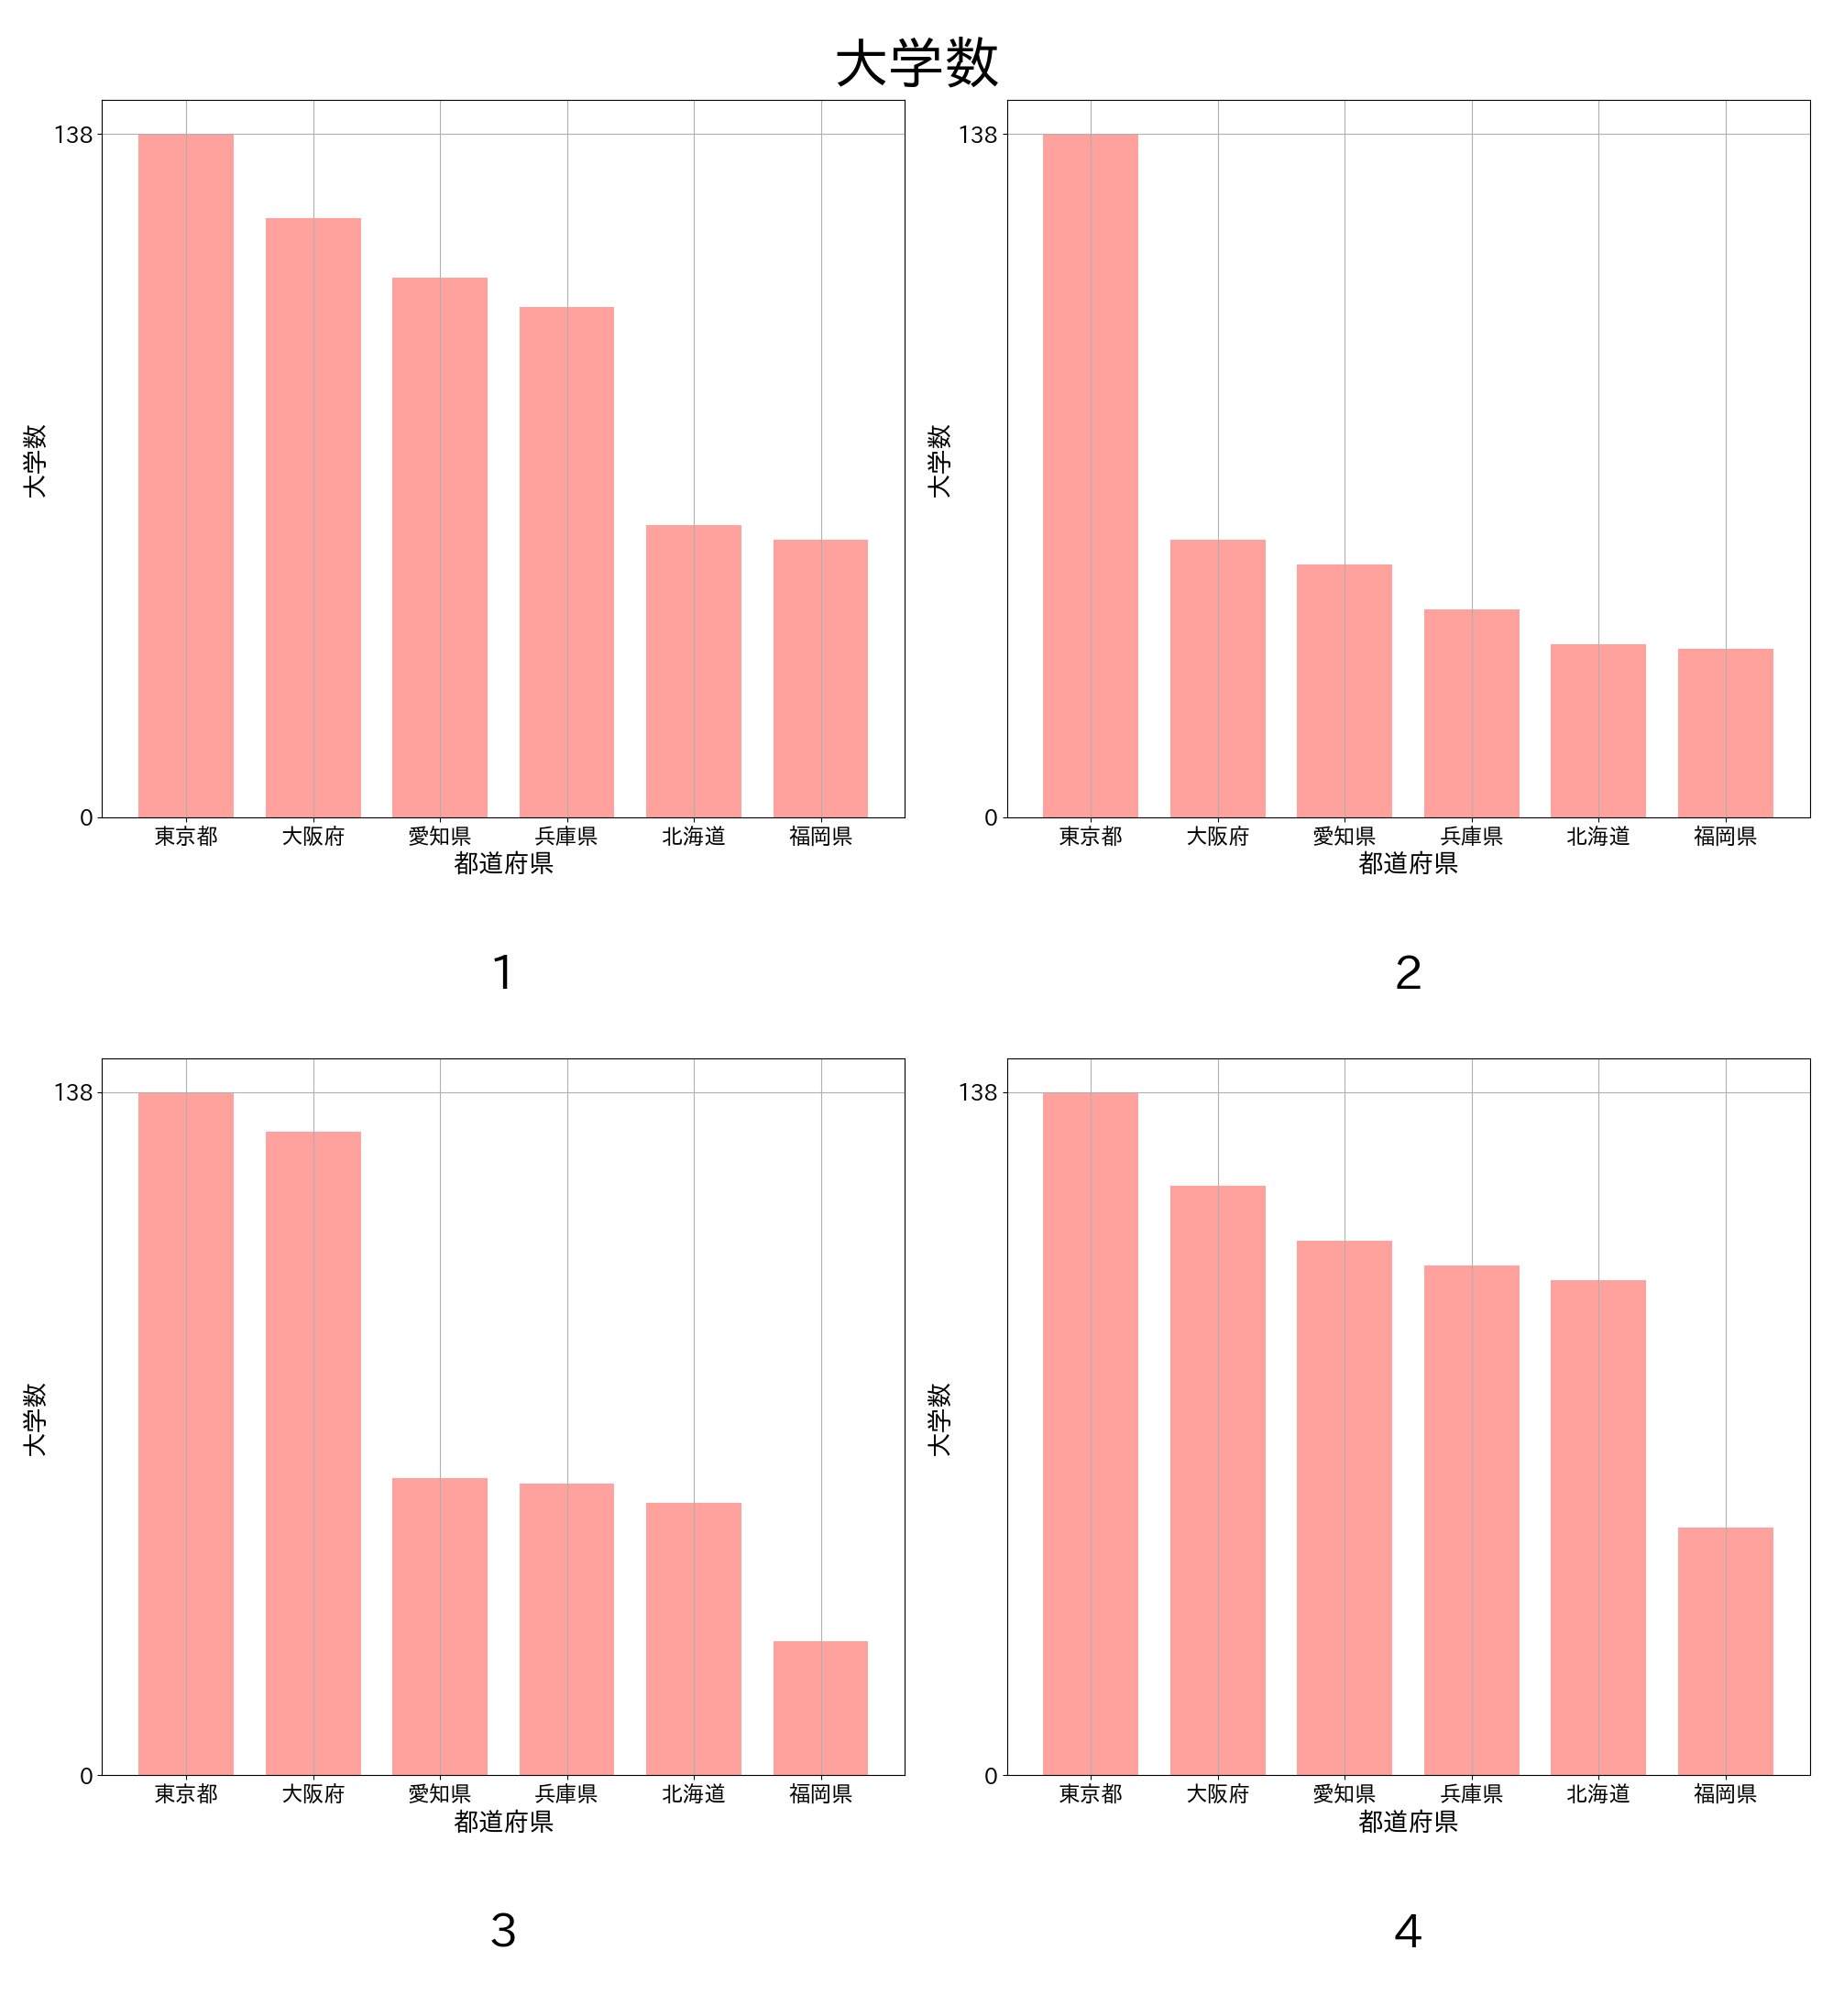 大学数
138
0
大学数
東京都 大阪府 愛知県 兵庫県 北海道 福岡県
都道府県
1
138
0
大学数
東京都 大阪府 愛知県 兵庫県 北海道 福岡県
都道府県
2
138
0
大学数
東京都 大阪府 愛知県 兵庫県 北海道 福岡県
都道府県
3
138
0
大学数
東京都 大阪府 愛知県 兵庫県 北海道 福岡県
都道府県
4